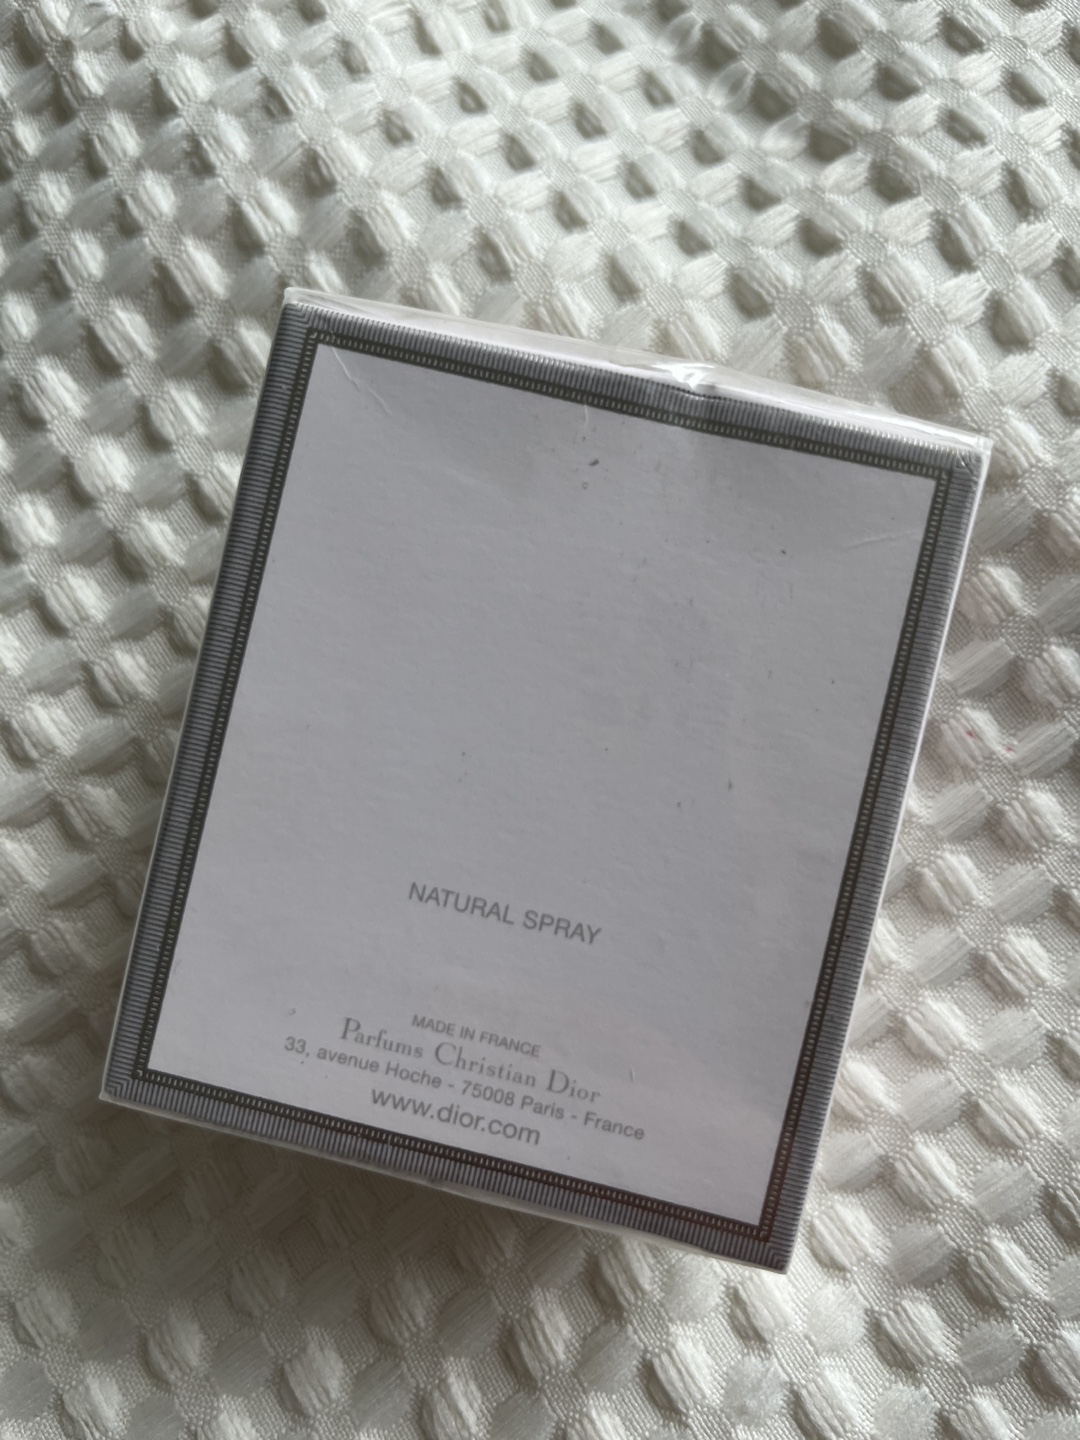 NATURAL SPRAY
MADE IN FRANCE
Parfums Christian Dior
33, avenue Hoche - 75008 Paris - France
www.dior.com